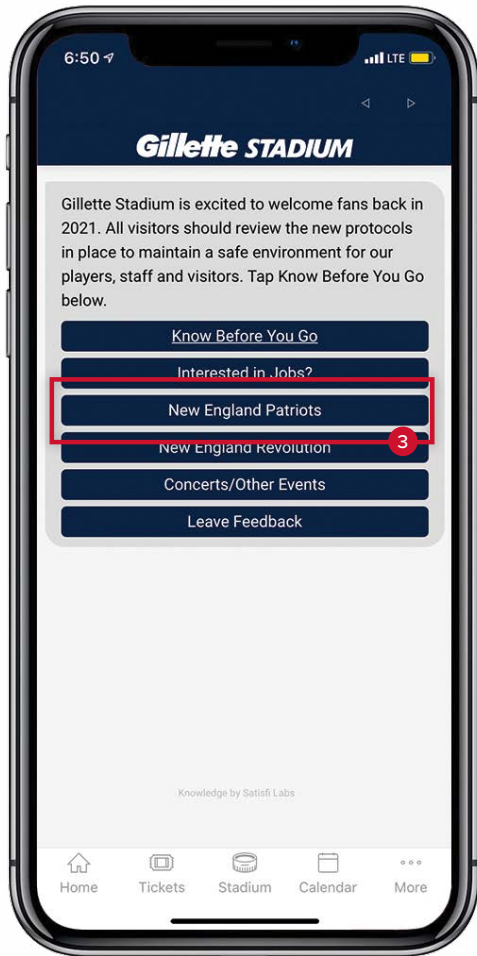 6:50 LTE
Gillette STADIUM
Gillette Stadium is excited to welcome fans back in
2021. All visitors should review the new protocols
in place to maintain a safe environment for our
players, staff and visitors. Tap Know Before You Go
below.
Know Before You Go
Interested in Jobs?
New England Patriots
3
New England Revolution
Concerts/Other Events
Leave Feedback
Knowledge by Satisfi Labs
Home Tickets Stadium Calendar More